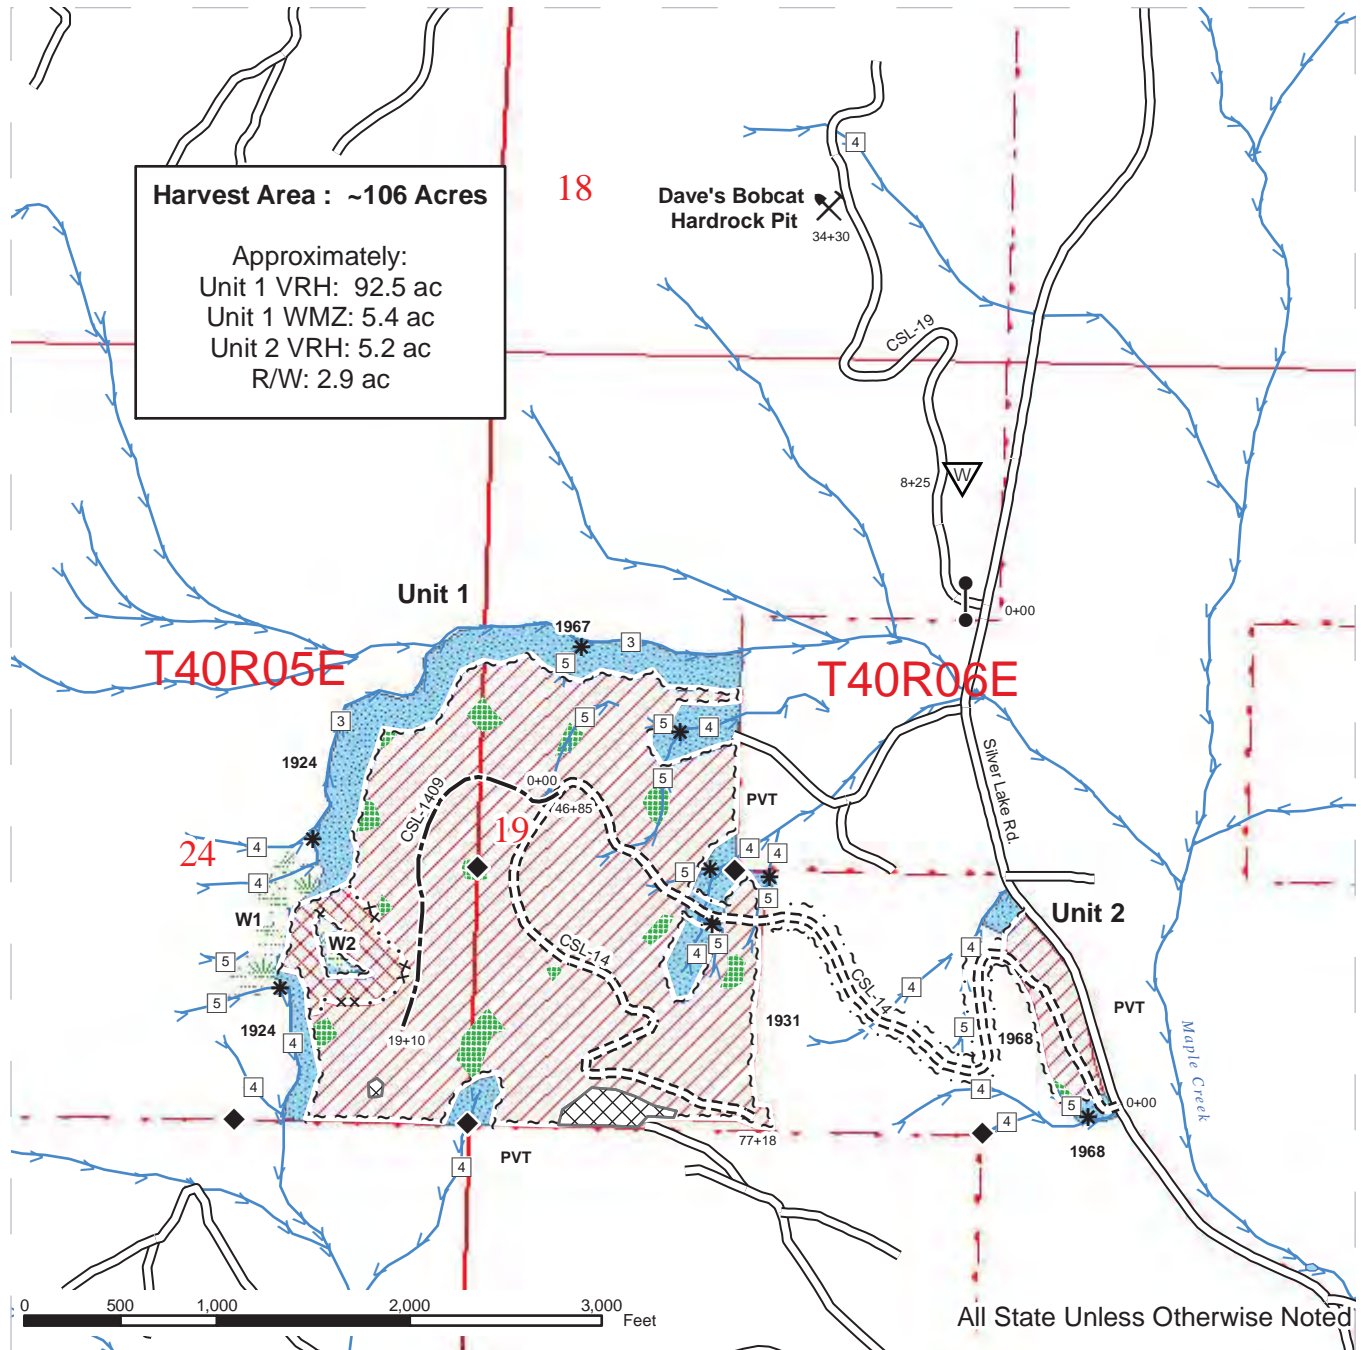 Harvest Area : ~106 Acres
Approximately:
Unit 1 VRH: 92.5 ac
Unit 1 WMZ: 5.4 ac
Unit 2 VRH: 5.2 ac
R/W: 2.9 ac
18
4
Dave's Bobcat
Hardrock Pit
34+30
CSL-19
W
8+25
0+00
Unit 1
1967
3
5
T40R05E
T40R06E
3
5
5
4
1924
Silver Lake Rd.
CSL-1409
0+00
46+85
5
PVT
19
24
4
4
4
4
5
5
W1
W2
Unit 2
5
4
5
CSL-14
4
5
CSL-14
4
PVT
1924
4
19+10
1931
5
1968
Maple Creek
4
4
5
0+00
4
77+18
1968
4
PVT
0
500
1,000
2,000
3,000
Feet
All State Unless Otherwise Noted